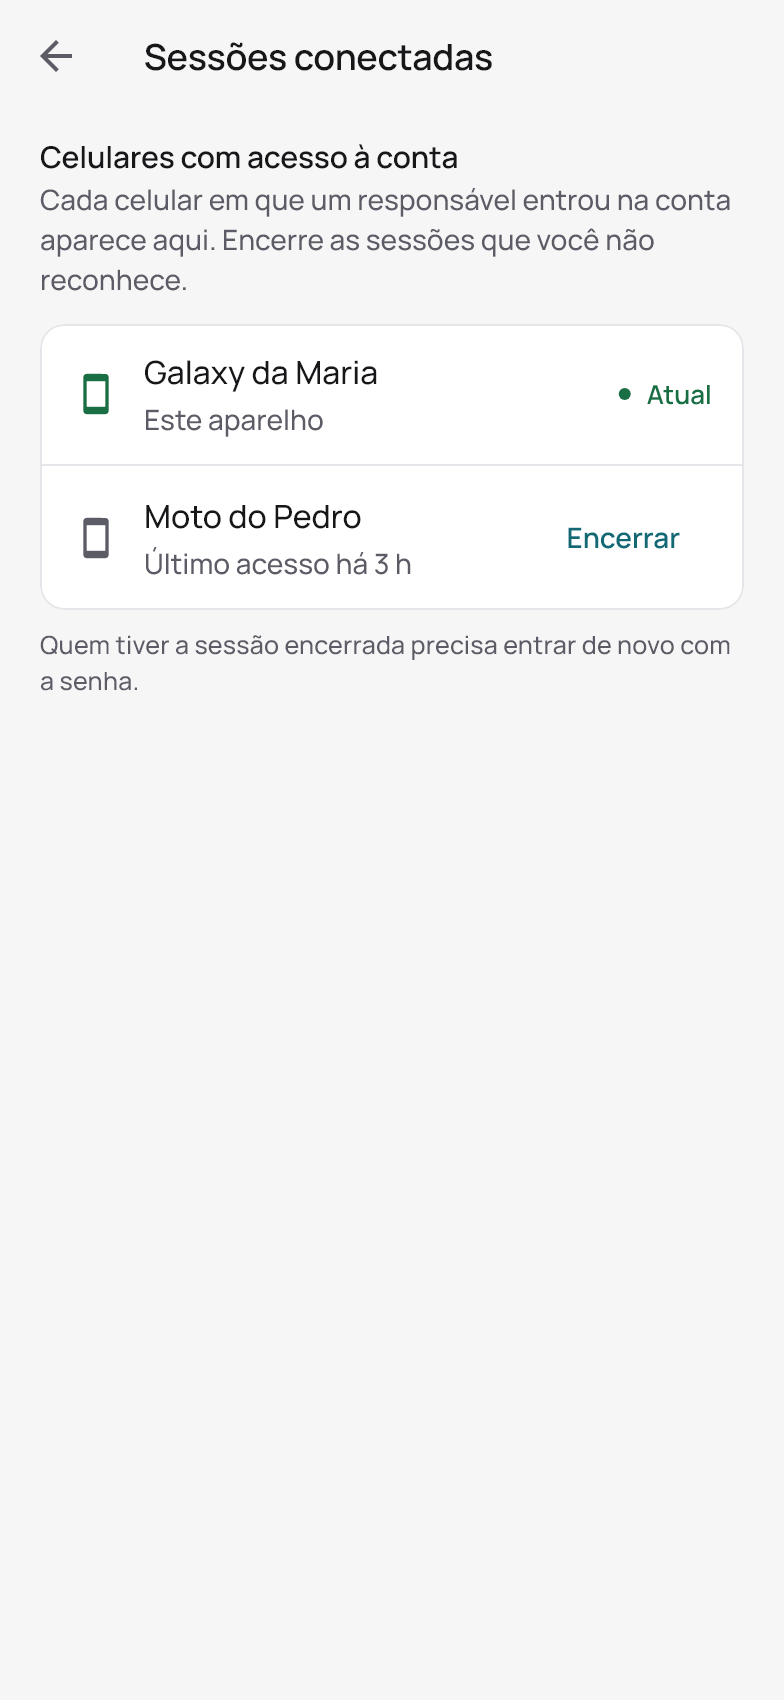 Sessões conectadas
Celulares com acesso à conta
Cada celular em que um responsável entrou na conta
aparece aqui. Encerre as sessões que você não
reconhece.
Galaxy da Maria
Este aparelho
Atual
Moto do Pedro
Último acesso há 3 h
Encerrar
Quem tiver a sessão encerrada precisa entrar de novo com
a senha.